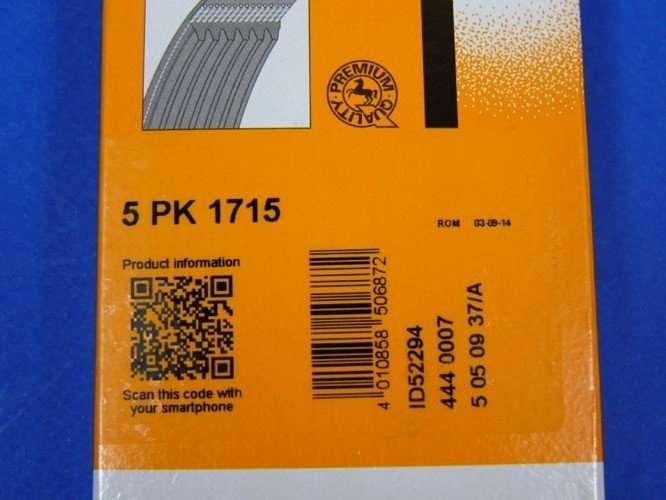 PREMIUM
QUALITY
5 PK 1715
ROM 03-09-14
Product information
Scan this code with
your smartphone
4 010858 506872
ID52294
444 0007
5 05 09 37/A